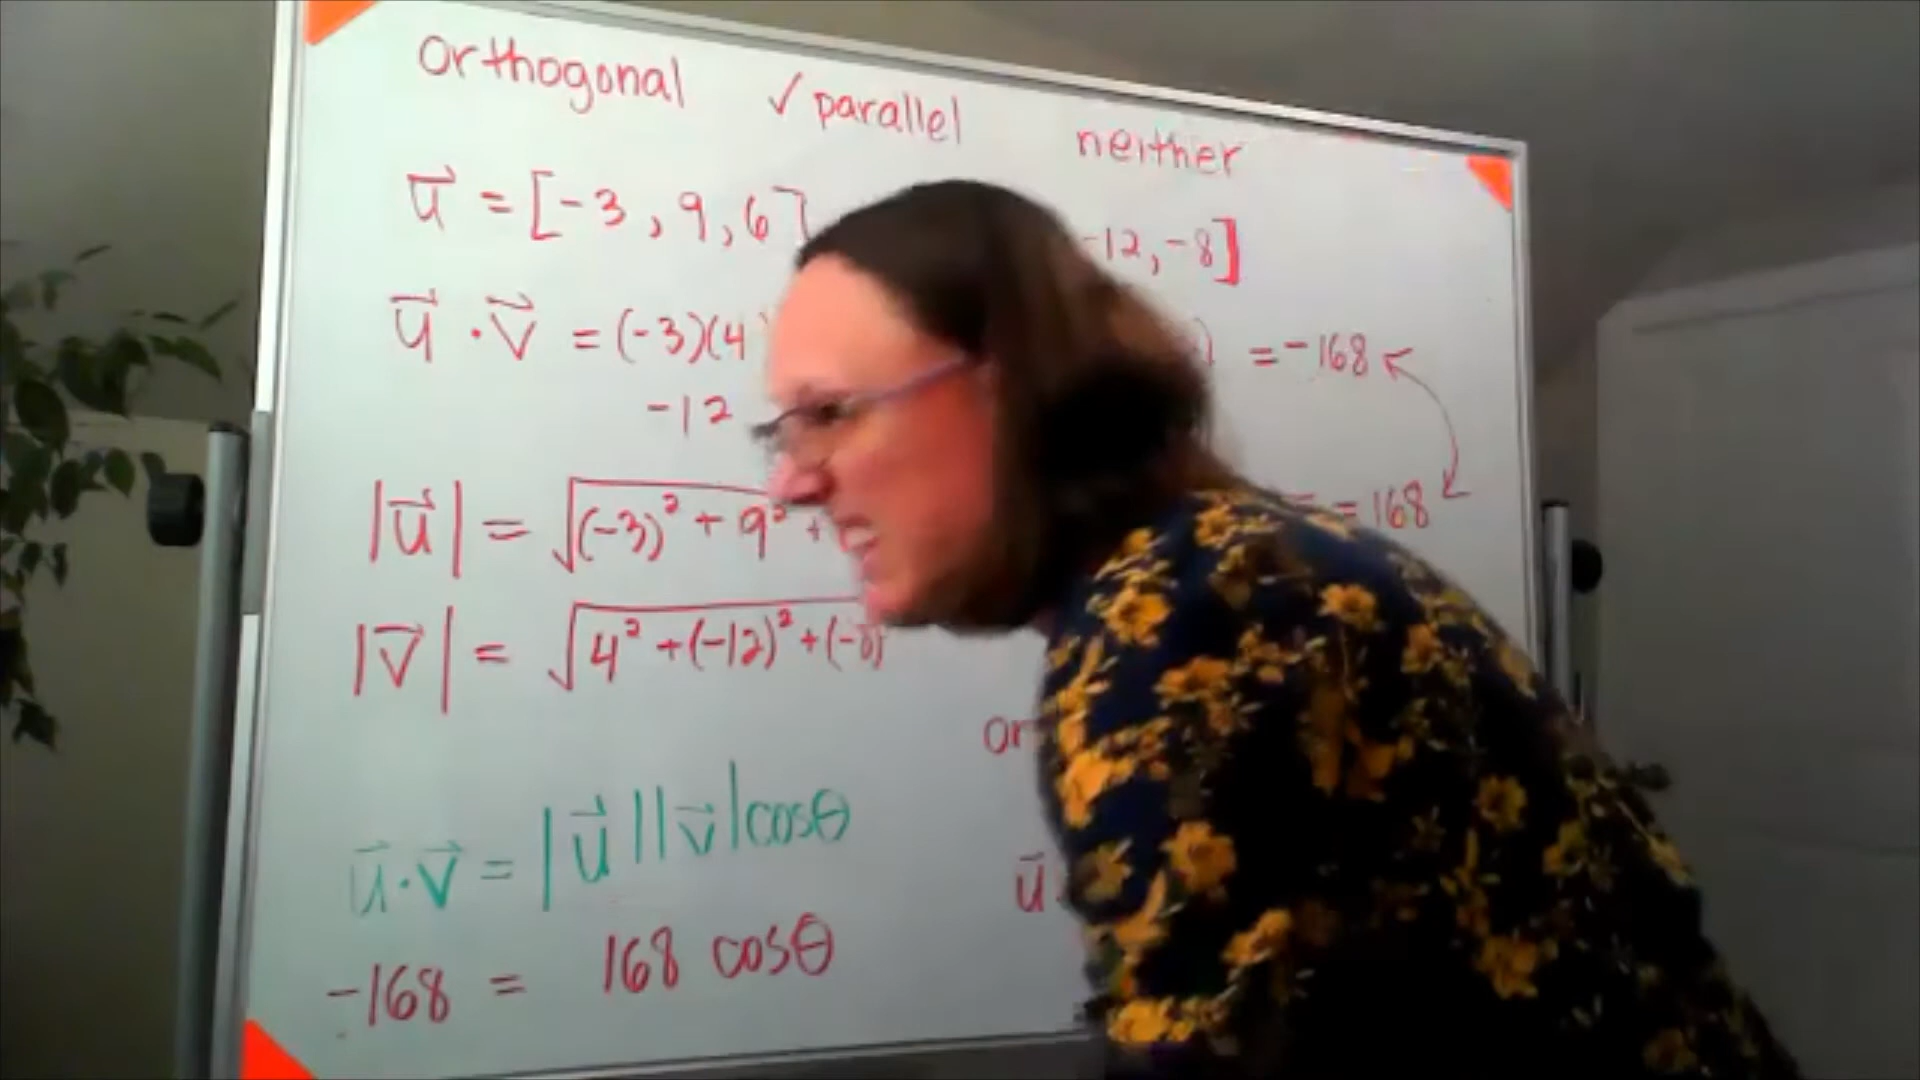 orthogonal ✓ parallel neither
u⃗ = [-3, 9, 6] -12, -8]
u⃗ · v⃗ = (-3)(4 ) = -168
-12
|u⃗| = √(-3)² + 9² + = 168
|v⃗| = √4² + (-12)² + (-8)
or
u⃗ · v⃗ = |u⃗||v⃗|cosθ
u⃗ ·
-168 = 168 cosθ